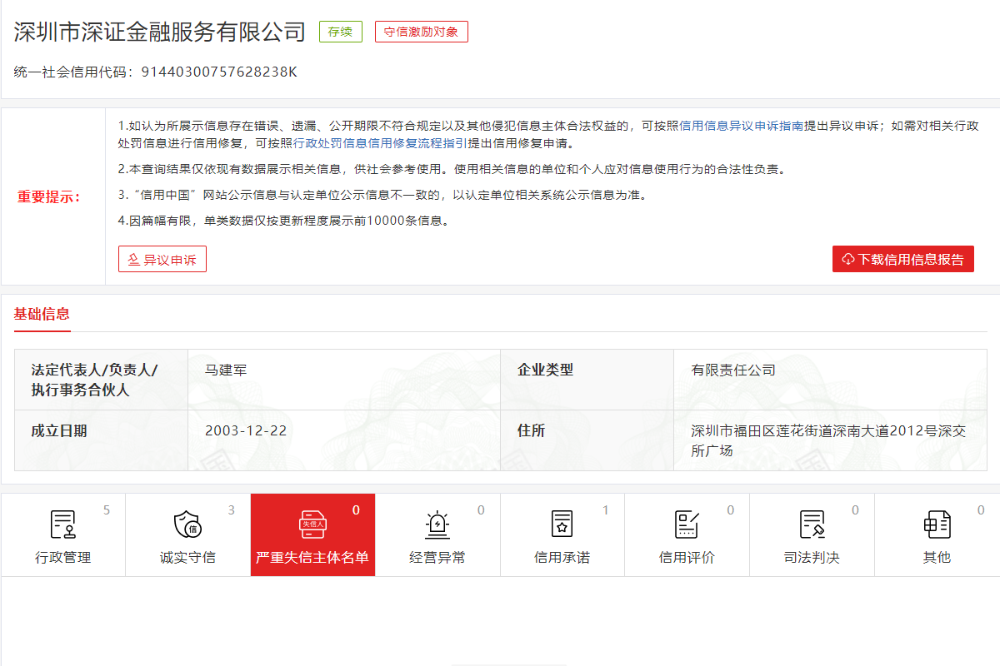 深圳市深证金融服务有限公司 存续 守信激励对象
统一社会信用代码：91440300757628238K
重要提示：
1.如认为所展示信息存在错误、遗漏、公开期限不符合规定以及其他侵犯信息主体合法权益的，可按照信用信息异议申诉指南提出异议申诉；如需对相关行政
处罚信息进行信用修复，可按照行政处罚信息信用修复流程指引提出信用修复申请。
2.本查询结果仅依现有数据展示相关信息，供社会参考使用。使用相关信息的单位和个人应对信息使用行为的合法性负责。
3.“信用中国”网站公示信息与认定单位公示信息不一致的，以认定单位相关系统公示信息为准。
4.因篇幅有限，单类数据仅按更新程度展示前10000条信息。
异议申诉 下载信用信息报告
基础信息
法定代表人/负责人/
执行事务合伙人
马建军
企业类型
有限责任公司
成立日期
2003-12-22
住所
深圳市福田区莲花街道深南大道2012号深交
所广场
5
行政管理
3
信
诚实守信
0
失信人
严重失信主体名单
0
经营异常
1
信用承诺
0
信用评价
0
司法判决
0
其他